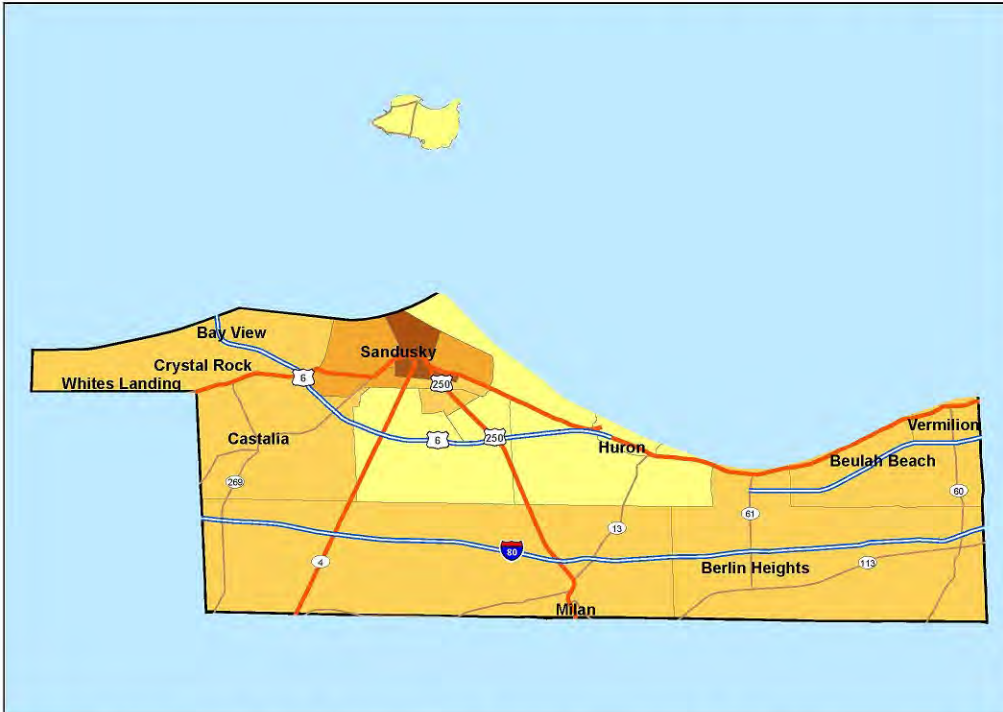 Bay View
Sandusky
Crystal Rock
6
Whites Landing
250
Vermilion
Castalia
6
250
Huron
Beulah Beach
269
60
61
13
80
4
Berlin Heights
113
Milan